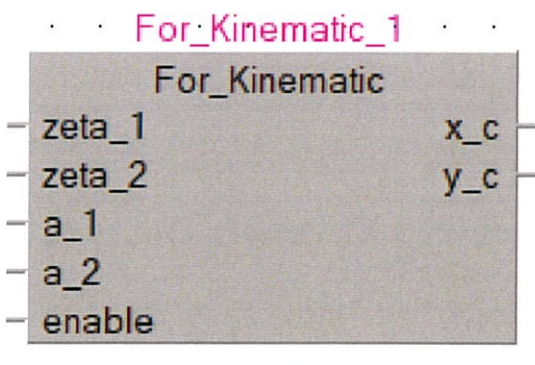 For_Kinematic_1
For_Kinematic
zeta_1 x_c
zeta_2 y_c
a_1
a_2
enable